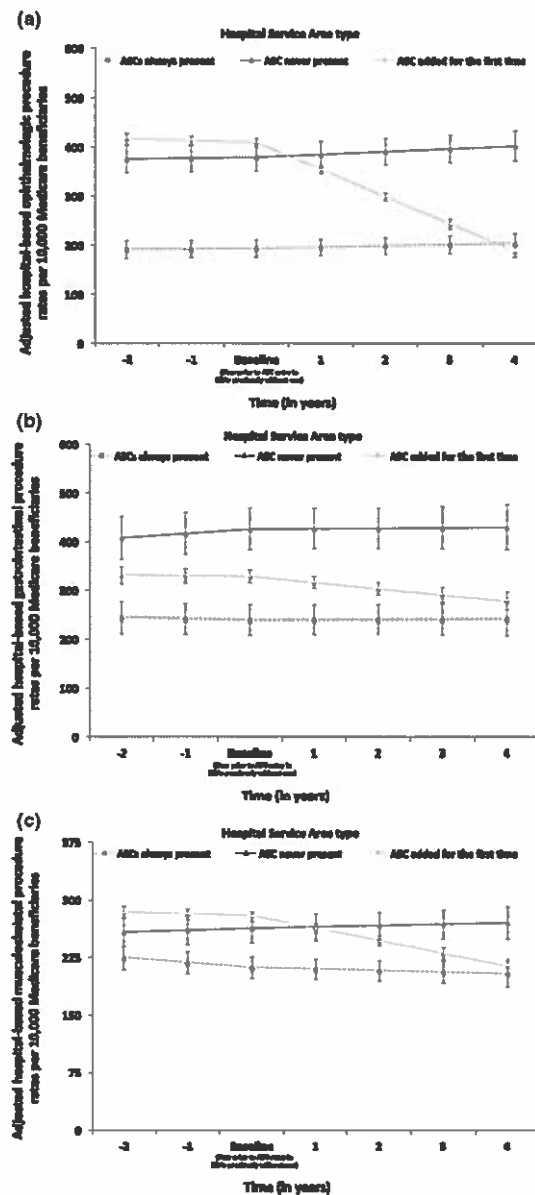 (a)
Hospital Service Area type
ASCs always present ASC never present ASC added for the first time
Adjusted hospital-based ophthalmologic procedure
rates per 10,000 Medicare beneficiaries
600
500
400
300
200
100
0
-2 -1 Baseline 1 2 3 4
Time (in years)
(b)
Hospital Service Area type
ASCs always present ASC never present ASC added for the first time
Adjusted hospital-based gastrointestinal procedure
rates per 10,000 Medicare beneficiaries
600
500
400
300
200
100
0
-2 -1 Baseline 1 2 3 4
Time (in years)
(c)
Hospital Service Area type
ASCs always present ASC never present ASC added for the first time
Adjusted hospital-based musculoskeletal procedure
rates per 10,000 Medicare beneficiaries
375
300
225
150
75
0
-2 -1 Baseline 1 2 3 4
Time (in years)